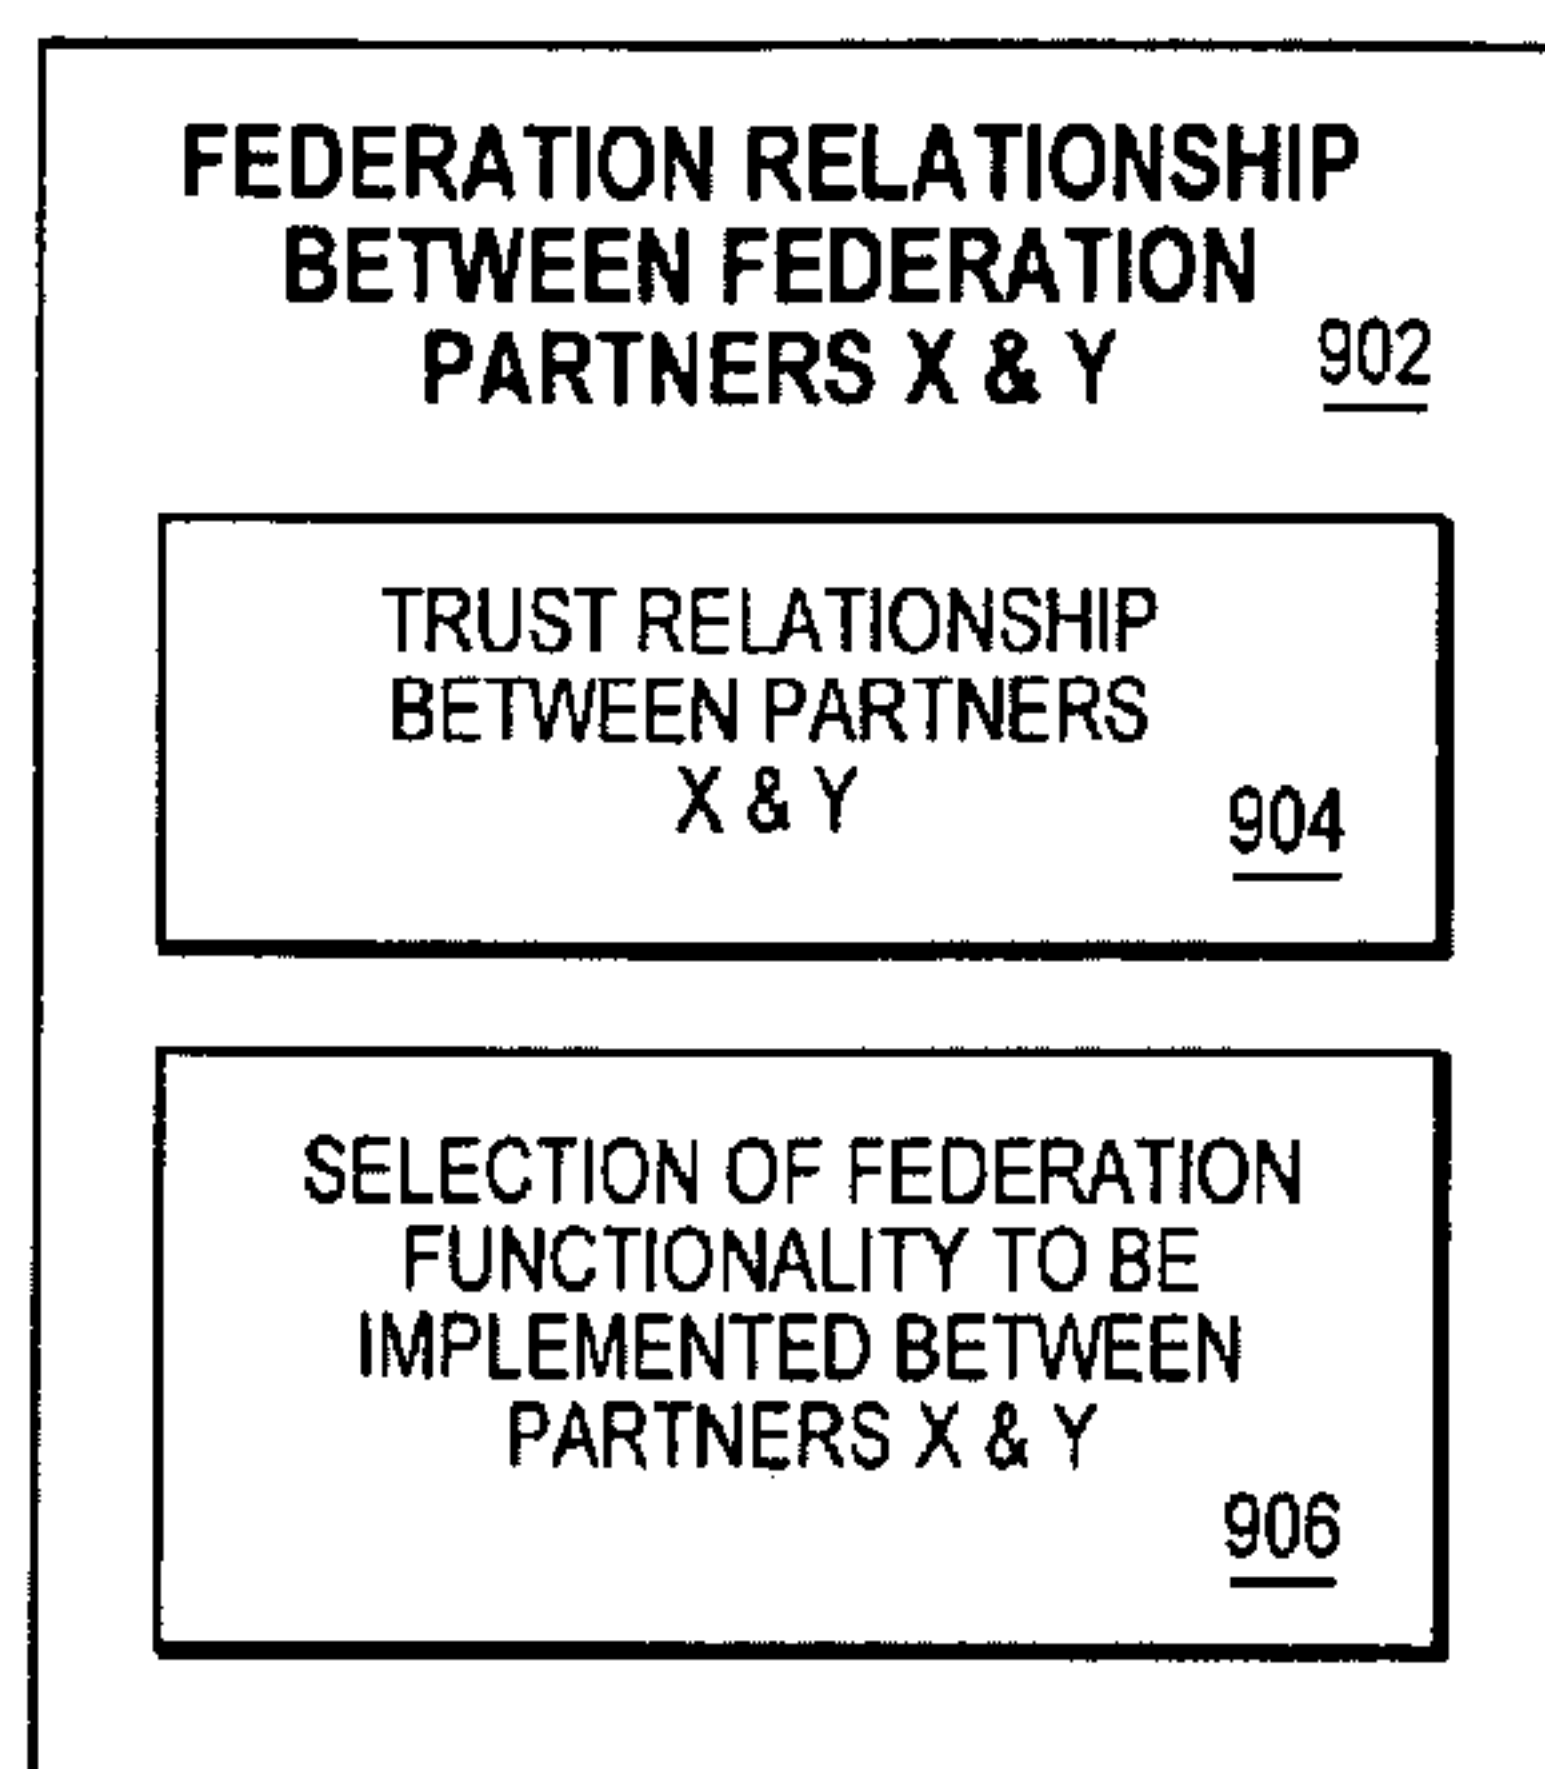 FEDERATION RELATIONSHIP
BETWEEN FEDERATION
PARTNERS X & Y
902
TRUST RELATIONSHIP
BETWEEN PARTNERS
X & Y
904
SELECTION OF FEDERATION
FUNCTIONALITY TO BE
IMPLEMENTED BETWEEN
PARTNERS X & Y
906